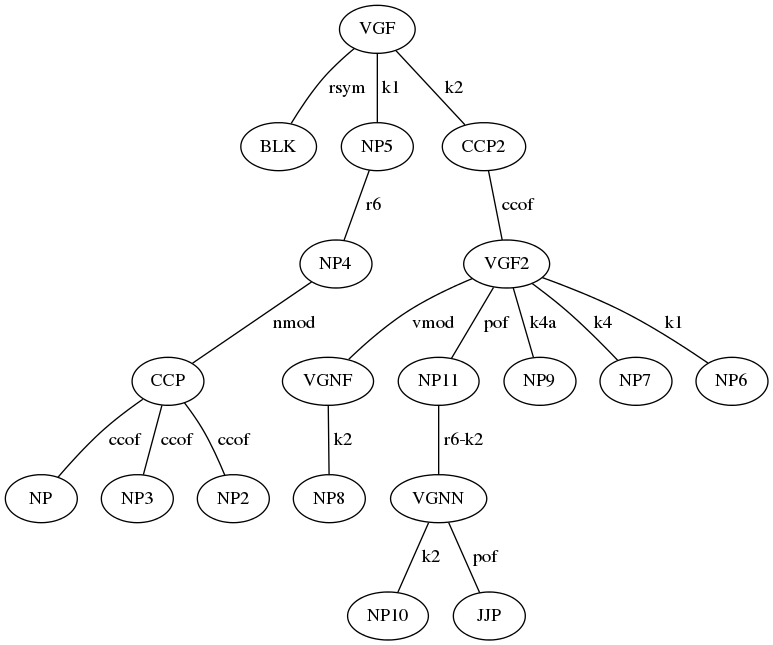 VGF
rsym k1 k2
BLK NP5 CCP2
r6 ccof
NP4 VGF2
nmod vmod pof k4a k4 k1
CCP VGNF NP11 NP9 NP7 NP6
ccof ccof ccof k2 r6-k2
NP NP3 NP2 NP8 VGNN
k2 pof
NP10 JJP